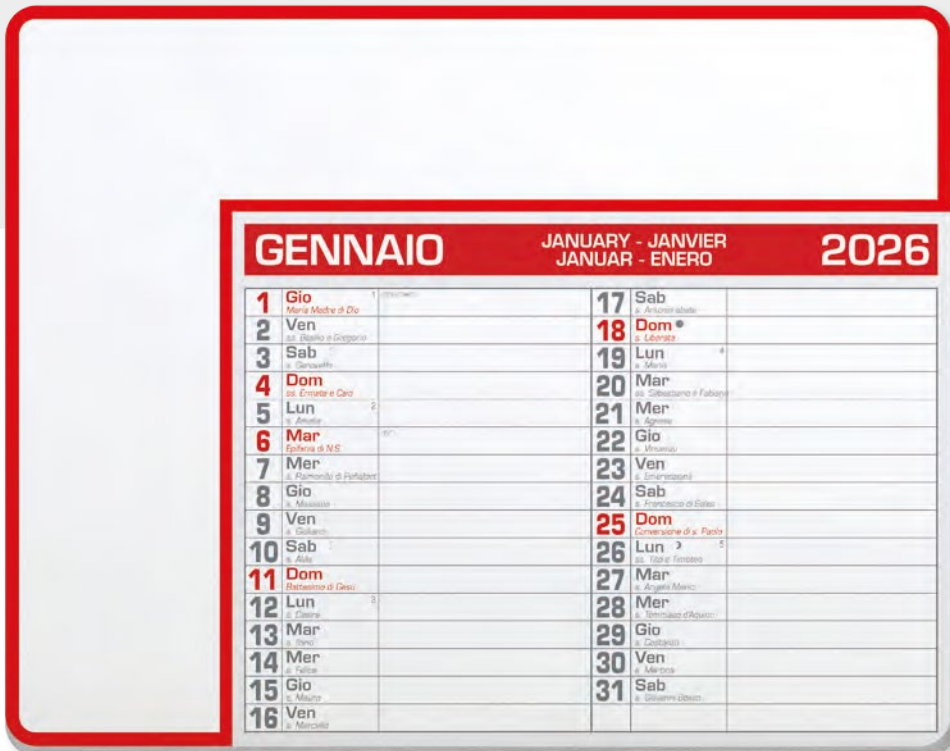 GENNAIO
JANUARY - JANVIER
JANUAR - ENERO
2026
1 Gio 1
Maria Madre di Dio
2 Ven
ss. Basilio e Gregorio
3 Sab
s. Genoveffa
4 Dom
ss. Ermete e Caio
5 Lun 2
s. Amelia
6 Mar
Epifania di N.S.
7 Mer
s. Raimondo di Peñafort
8 Gio
s. Massimo
9 Ven
s. Giuliano
10 Sab
s. Aldo
11 Dom
Battesimo di Gesù
12 Lun 3
s. Cesira
13 Mar
s. Ilario
14 Mer
s. Felice
15 Gio
s. Mauro
16 Ven
s. Marcello
17 Sab
s. Antonio abate
18 Dom
s. Liberata
19 Lun 4
s. Mario
20 Mar
ss. Sebastiano e Fabiano
21 Mer
s. Agnese
22 Gio
s. Vincenzo
23 Ven
s. Emerenziana
24 Sab
s. Francesco di Sales
25 Dom
Conversione di s. Paolo
26 Lun 5
ss. Tito e Timoteo
27 Mar
s. Angela Merici
28 Mer
s. Tommaso d'Aquino
29 Gio
s. Costanzo
30 Ven
s. Martina
31 Sab
s. Giovanni Bosco